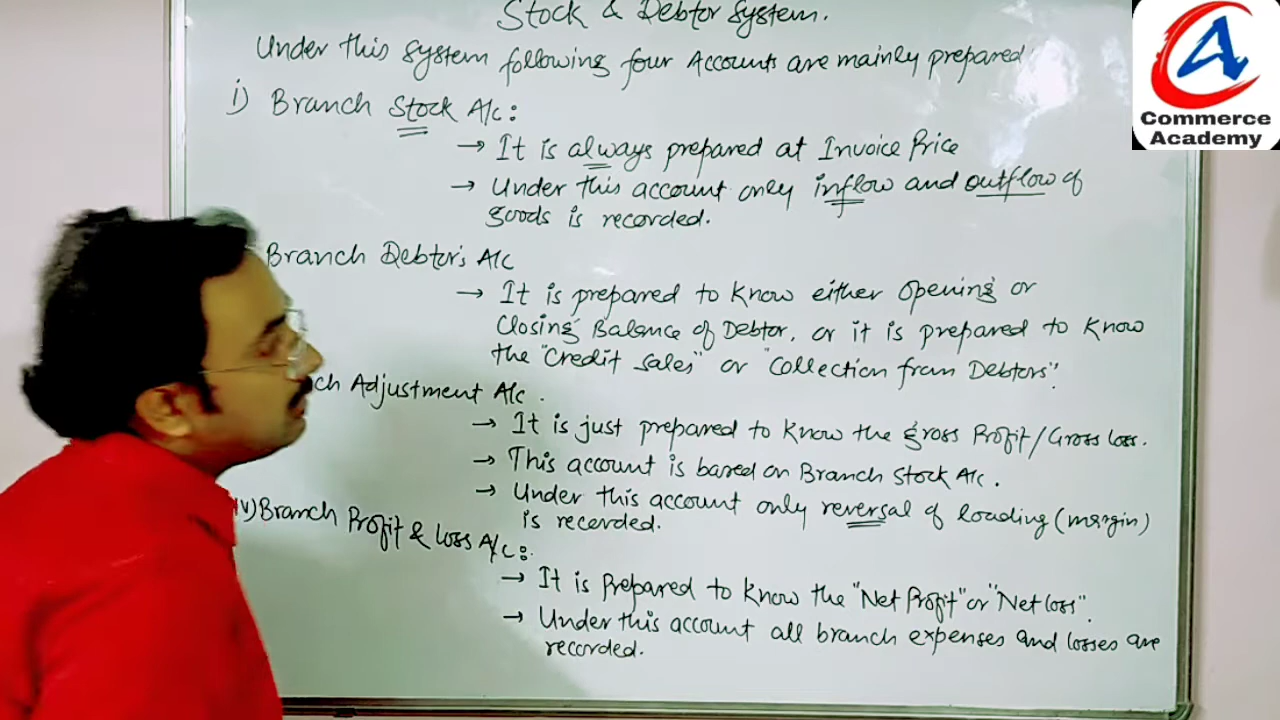 Stock & Debtor System.
Under this system following four Accounts are mainly prepared
i) Branch Stock A/c:
→ It is always prepared at Invoice Price
→ Under this account only inflow and outflow of
goods is recorded.
Branch Debtor's A/c
→ It is prepared to know either opening or
closing Balance of Debtor, or it is prepared to know
the "Credit sales" or "Collection from Debtors".
ch Adjustment A/c.
→ It is just prepared to know the gross Profit/Gross loss.
→ This account is based on Branch Stock A/c.
→ Under this account only reversal of loading (margin)
is recorded.
iv) Branch Profit & loss A/c:
→ It is Prepared to know the "Net Profit" or "Net loss".
→ Under this account all branch expenses and losses are
recorded.
Commerce
Academy